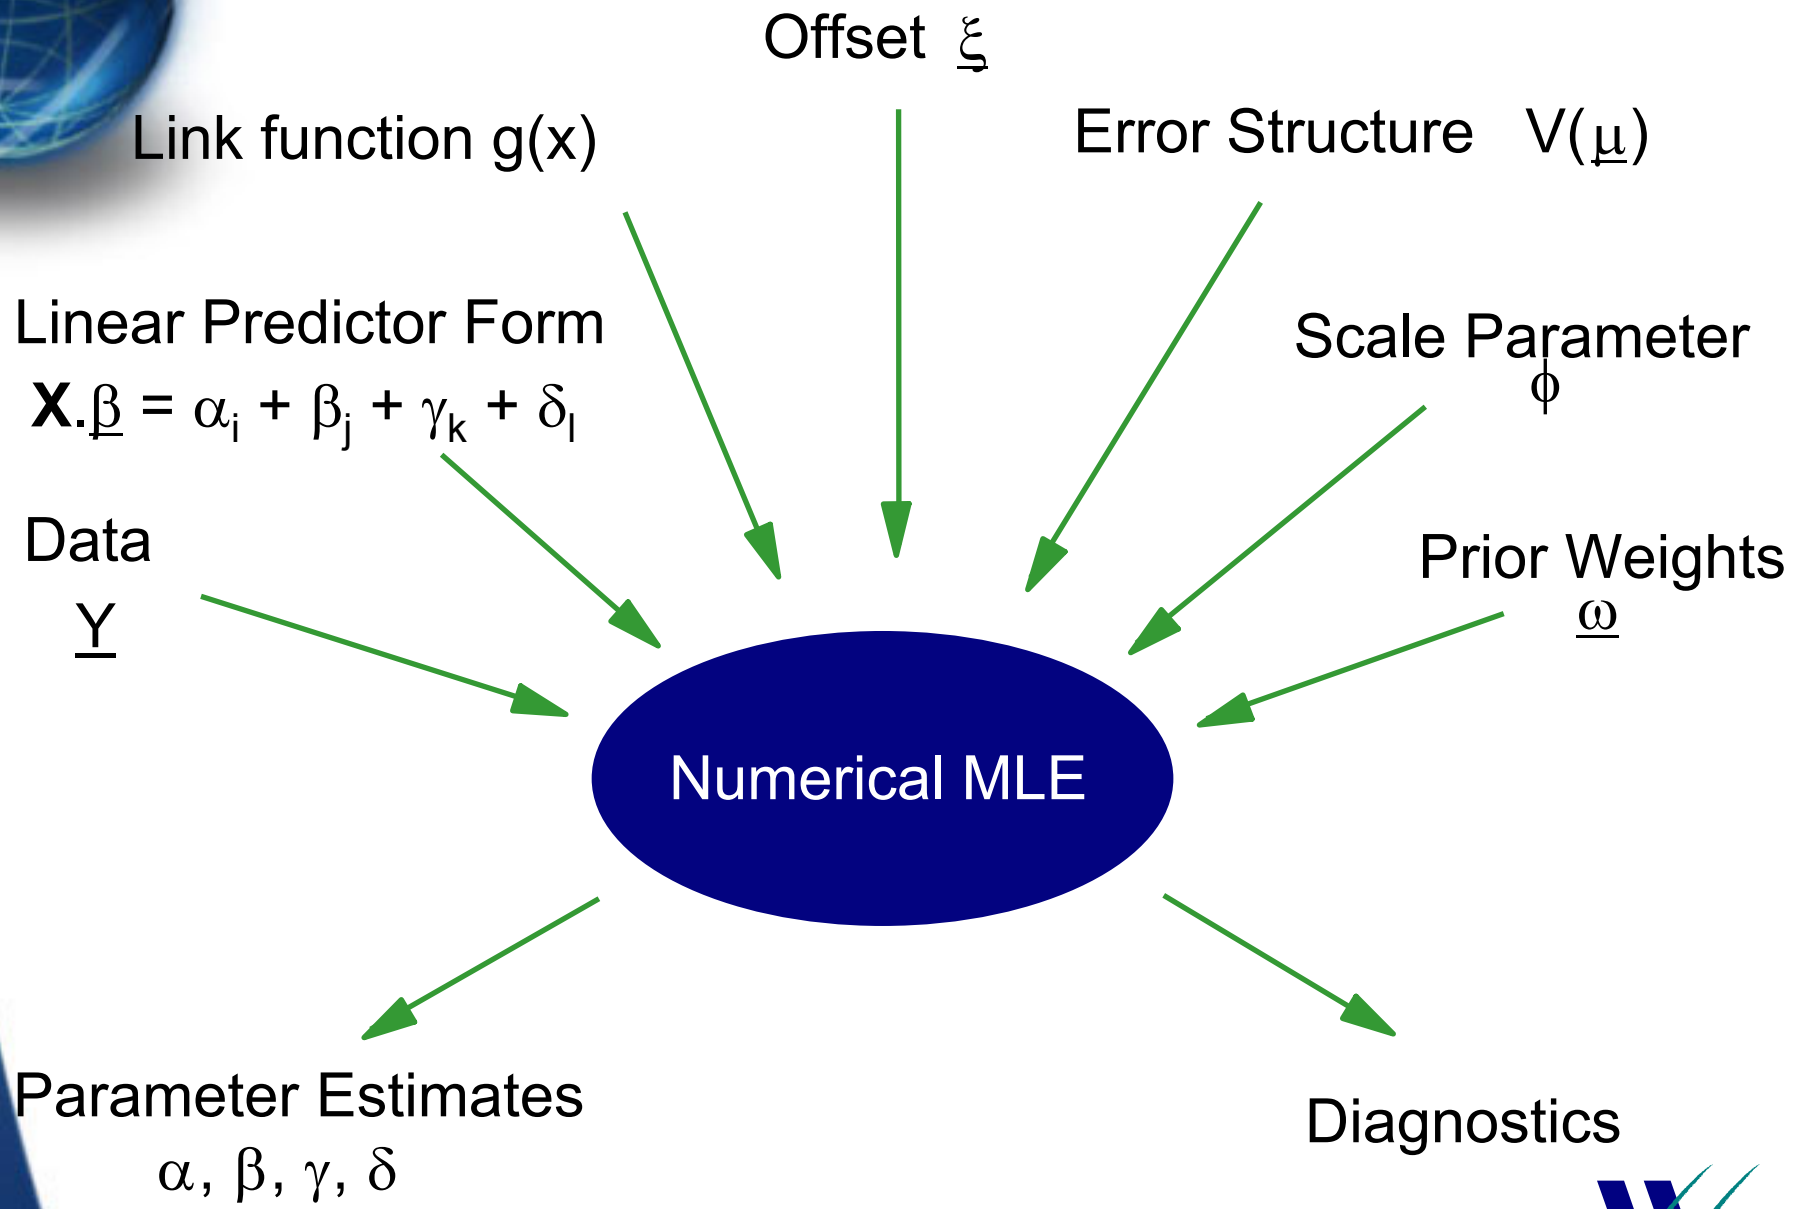 Offset ξ
Link function g(x)
Error Structure V(μ)
Linear Predictor Form
X.β = αi + βj + γk + δl
Scale Parameter
ϕ
Data
Y
Prior Weights
ω
Numerical MLE
Parameter Estimates
α, β, γ, δ
Diagnostics